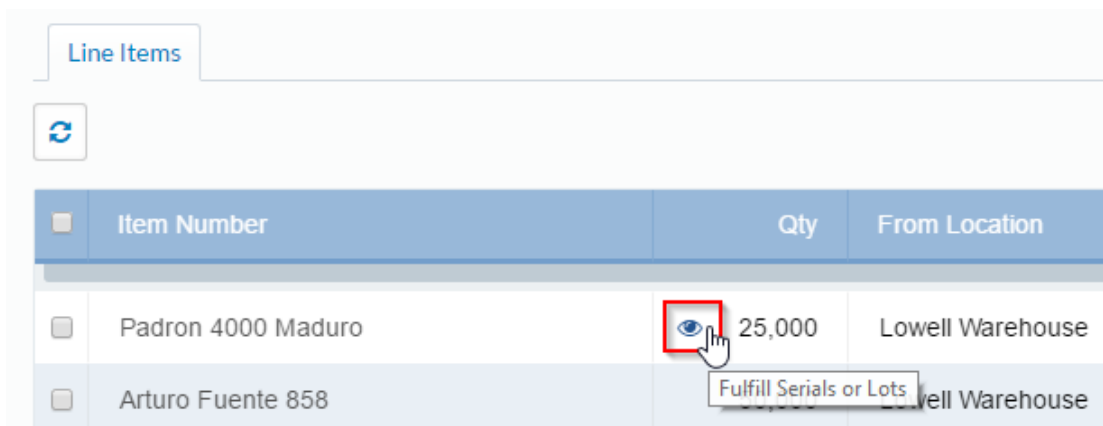 Line Items
Item Number Qty From Location
Padron 4000 Maduro 25,000 Lowell Warehouse
Fulfill Serials or Lots
Arturo Fuente 858 Warehouse